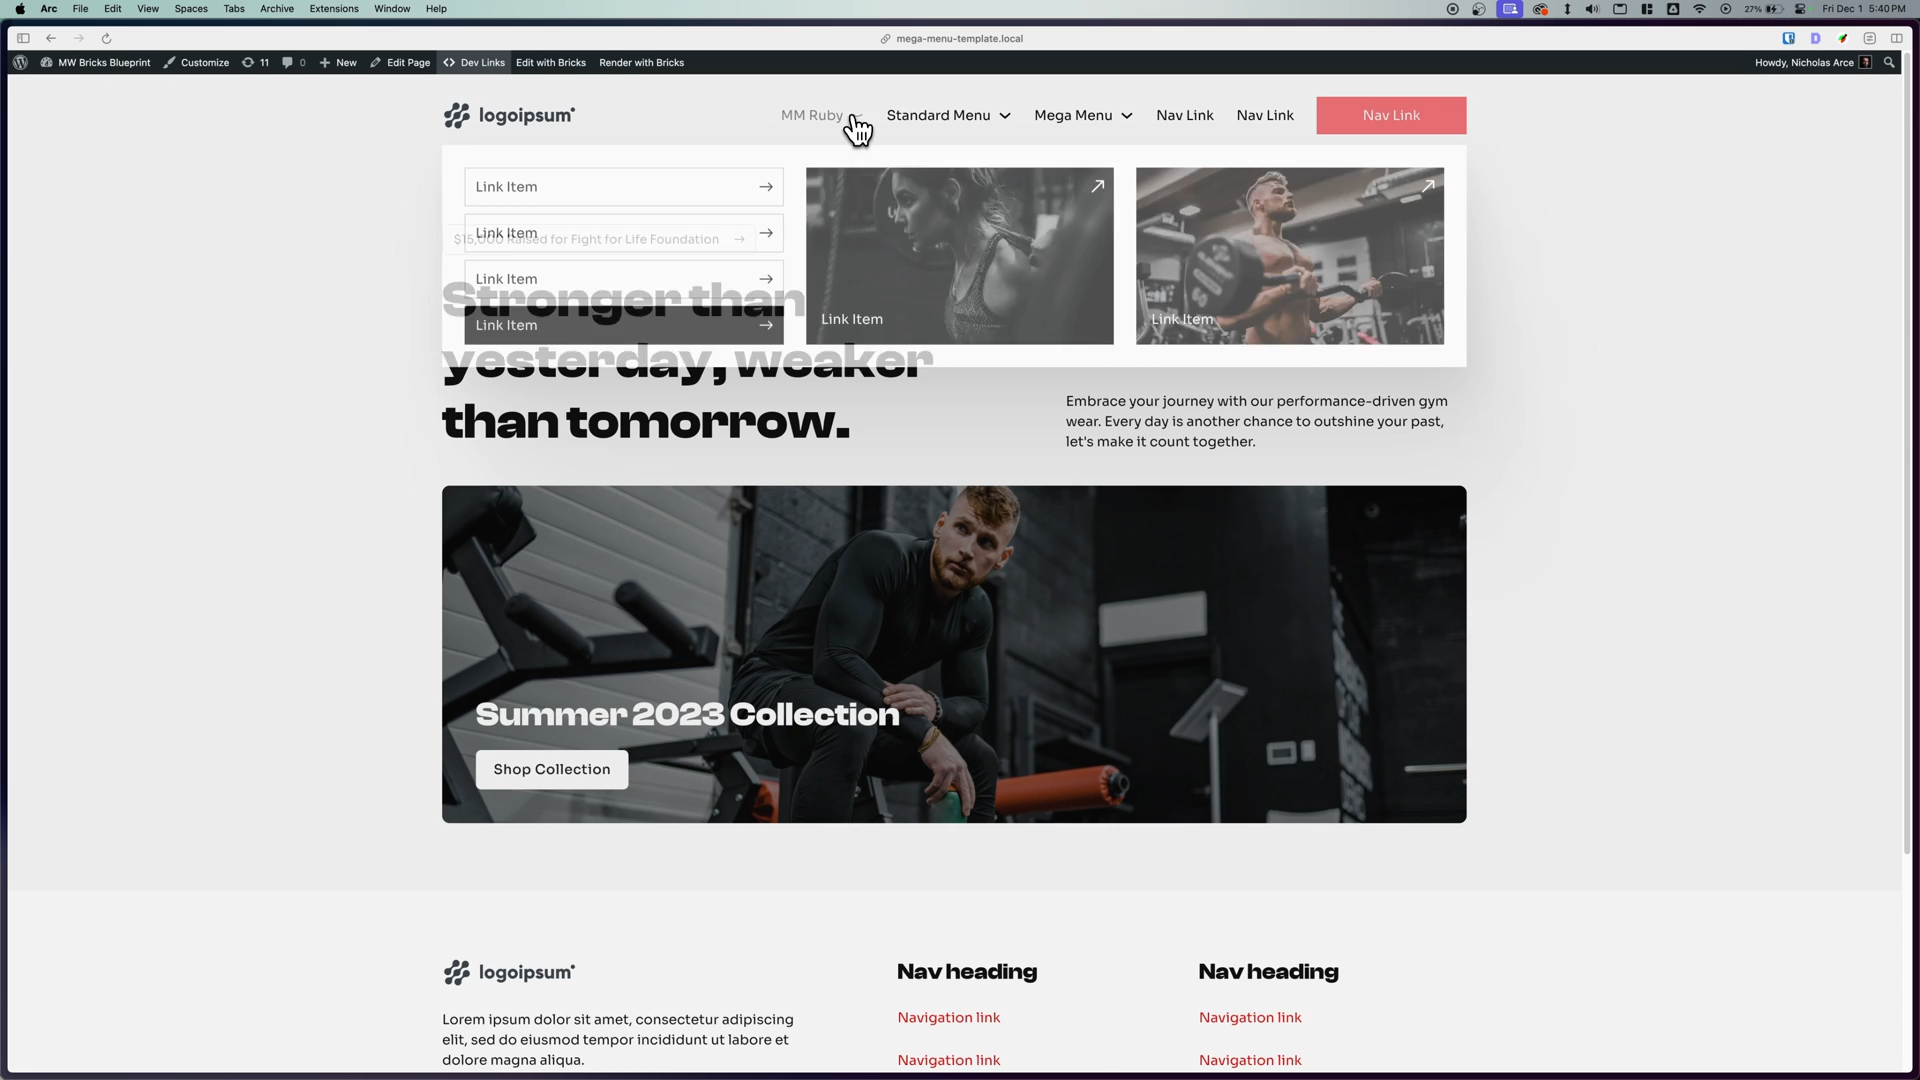 Arc File Edit View Spaces Tabs Archive Extensions Window Help 27% Fri Dec 1 5:40 PM
mega-menu-template.local
MW Bricks Blueprint Customize 11 0 New Edit Page Dev Links Edit with Bricks Render with Bricks Howdy, Nicholas Arce
logoipsum MM Ruby Standard Menu Mega Menu Nav Link Nav Link Nav Link
Link Item
Link Item
$15,000 Raised for Fight for Life Foundation
Link Item
Link Item
Link Item
Link Item
Stronger than
yesterday, weaker
than tomorrow.
Embrace your journey with our performance-driven gym
wear. Every day is another chance to outshine your past,
let's make it count together.
Summer 2023 Collection
Shop Collection
logoipsum
Lorem ipsum dolor sit amet, consectetur adipiscing
elit, sed do eiusmod tempor incididunt ut labore et
dolore magna aliqua.
Nav heading
Navigation link
Navigation link
Nav heading
Navigation link
Navigation link